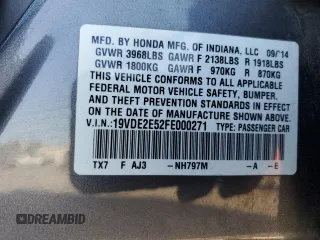 MFD. BY HONDA MFG. OF INDIANA, LLC 09/14
GVWR 3968LBS GAWR F 2138LBS R 1918LBS
GVWR 1800KG GAWR F 970KG R 870KG
THIS VEHICLE CONFORMS TO ALL APPLICABLE
FEDERAL MOTOR VEHICLE SAFETY, BUMPER,
AND THEFT PREVENTION STANDARDS IN
EFFECT ON THE DATE OF MANUFACTURE
SHOWN ABOVE.
V.I.N.: 19VDE2E52FE000271 TYPE: PASSENGER CAR
TX7 F AJ3 -NH797M -A -E
DREAMBID